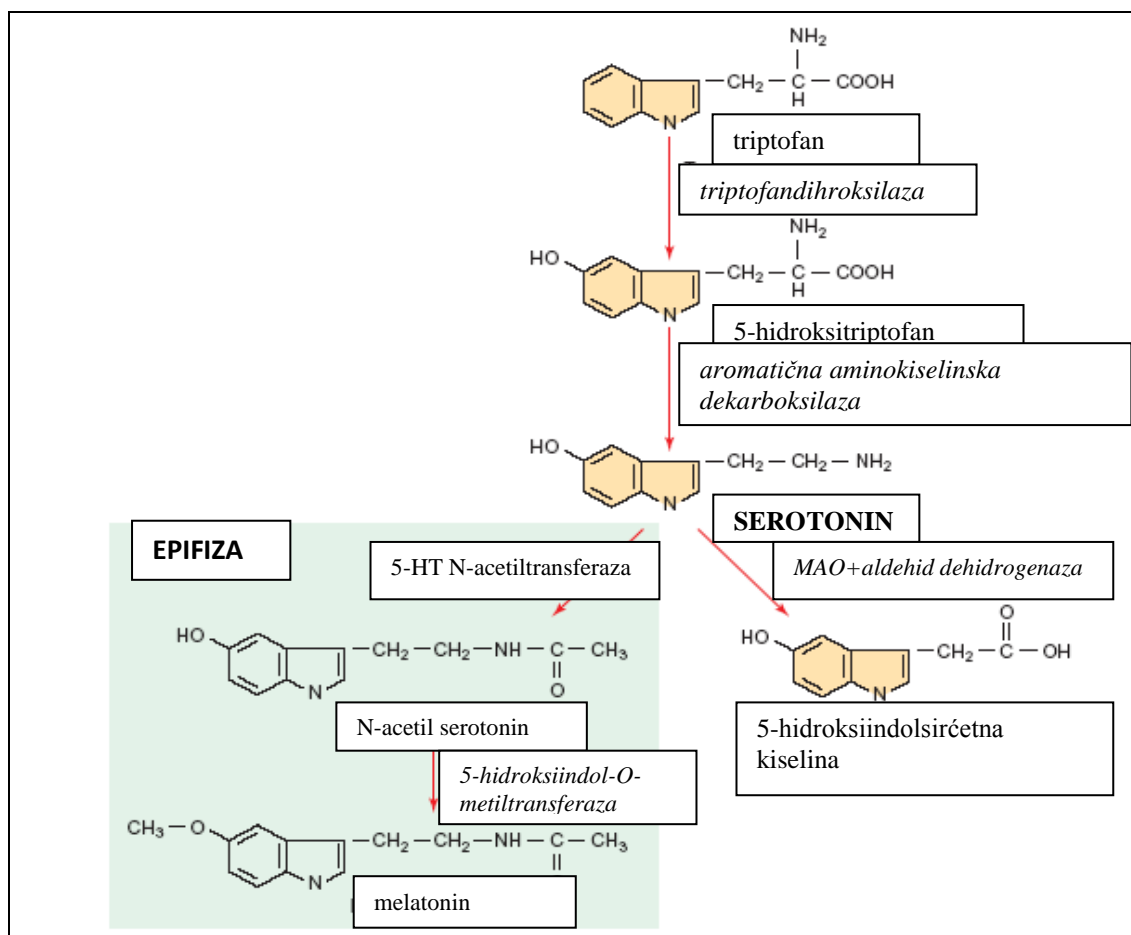 NH₂
CH₂ — C — COOH
H
N
triptofan
triptofandihroksilaza
NH₂
HO
CH₂ — C — COOH
H
N
5-hidroksitriptofan
aromatična aminokiselinska
dekarboksilaza
HO
CH₂ — CH₂ — NH₂
N
SEROTONIN
EPIFIZA
5-HT N-acetiltransferaza
MAO+aldehid dehidrogenaza
HO
CH₂ — CH₂ — NH — C — CH₃
O
N
N-acetil serotonin
O
HO
CH₂ — C — OH
N
5-hidroksiindolsirćetna
kiselina
5-hidroksiindol-O-
metiltransferaza
CH₃ — O
CH₂ — CH₂ — NH — C — CH₃
N
melatonin